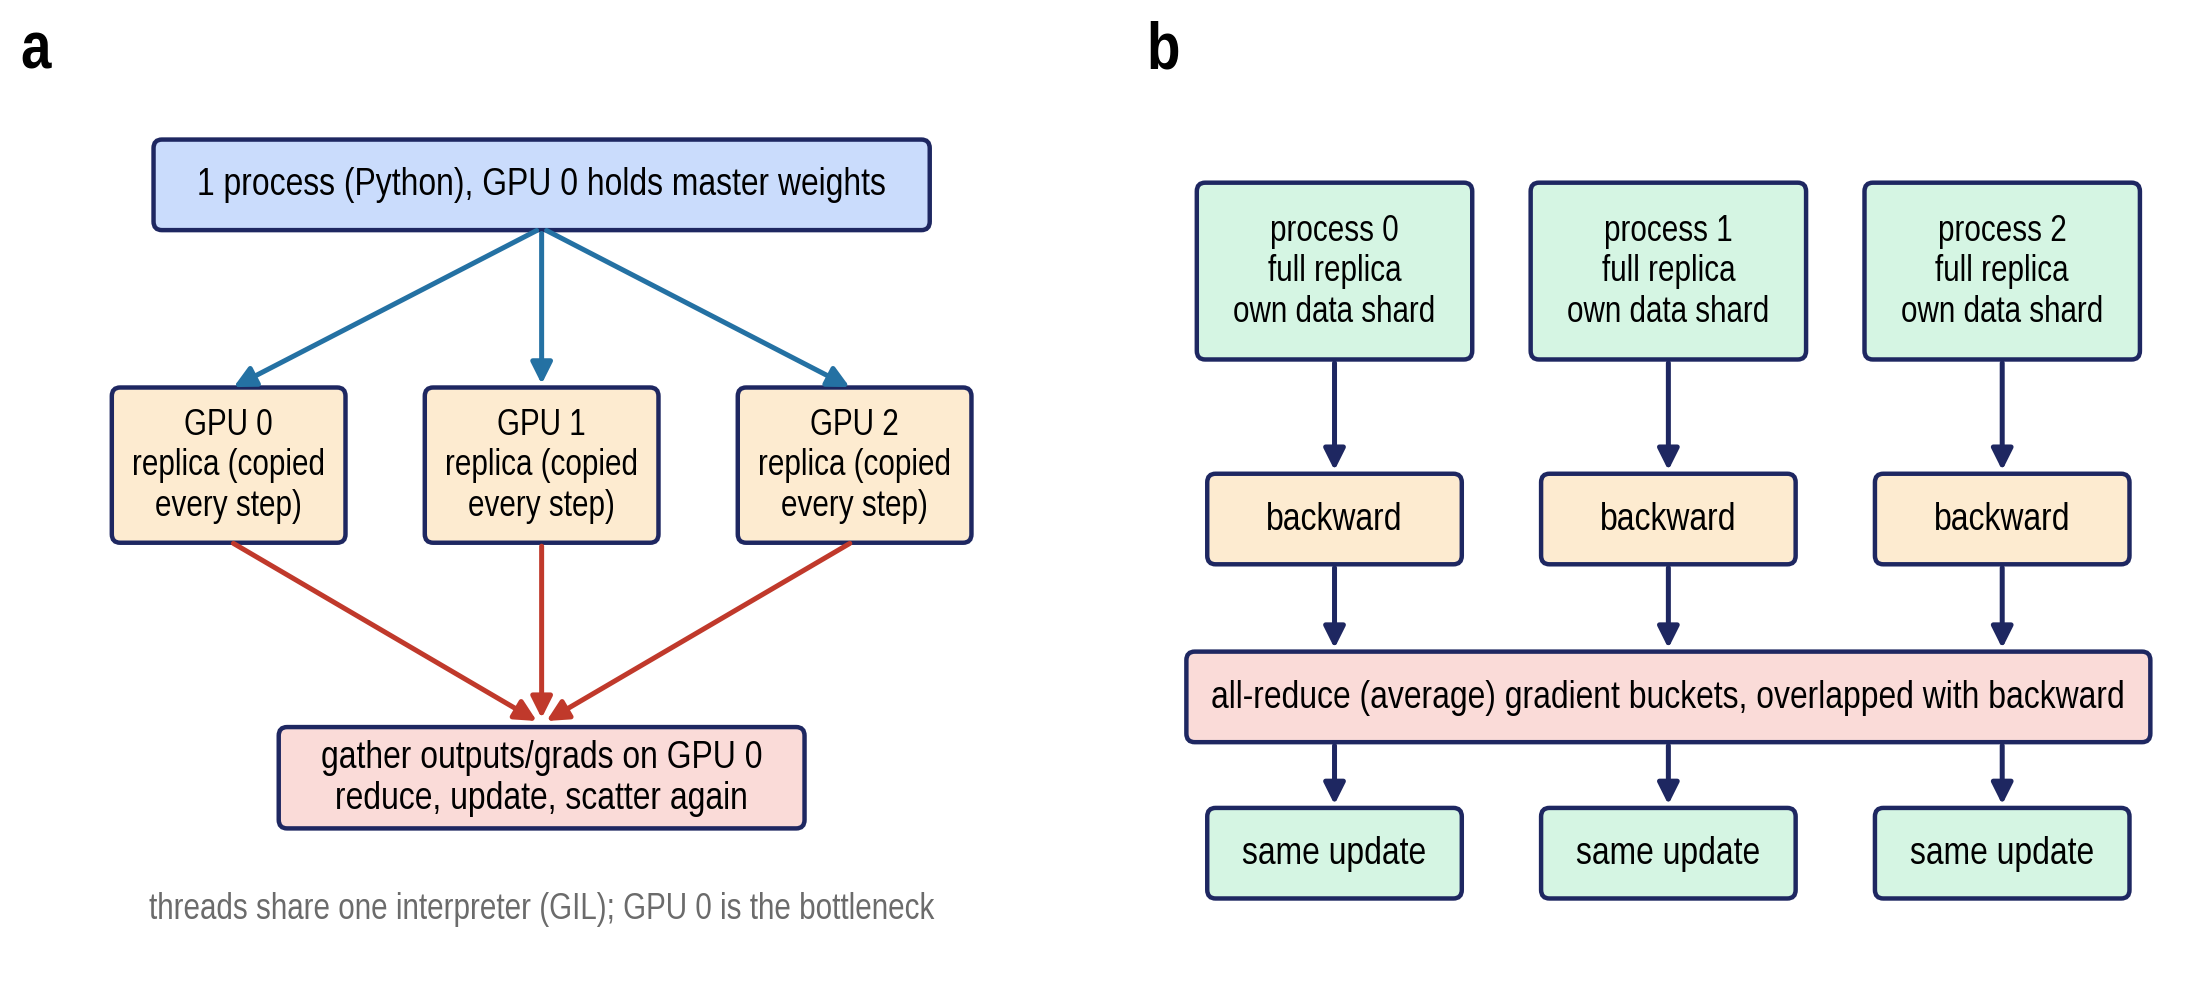 a
1 process (Python), GPU 0 holds master weights
GPU 0
replica (copied
every step)
GPU 1
replica (copied
every step)
GPU 2
replica (copied
every step)
gather outputs/grads on GPU 0
reduce, update, scatter again
threads share one interpreter (GIL); GPU 0 is the bottleneck
b
process 0
full replica
own data shard
process 1
full replica
own data shard
process 2
full replica
own data shard
backward
backward
backward
all-reduce (average) gradient buckets, overlapped with backward
same update
same update
same update